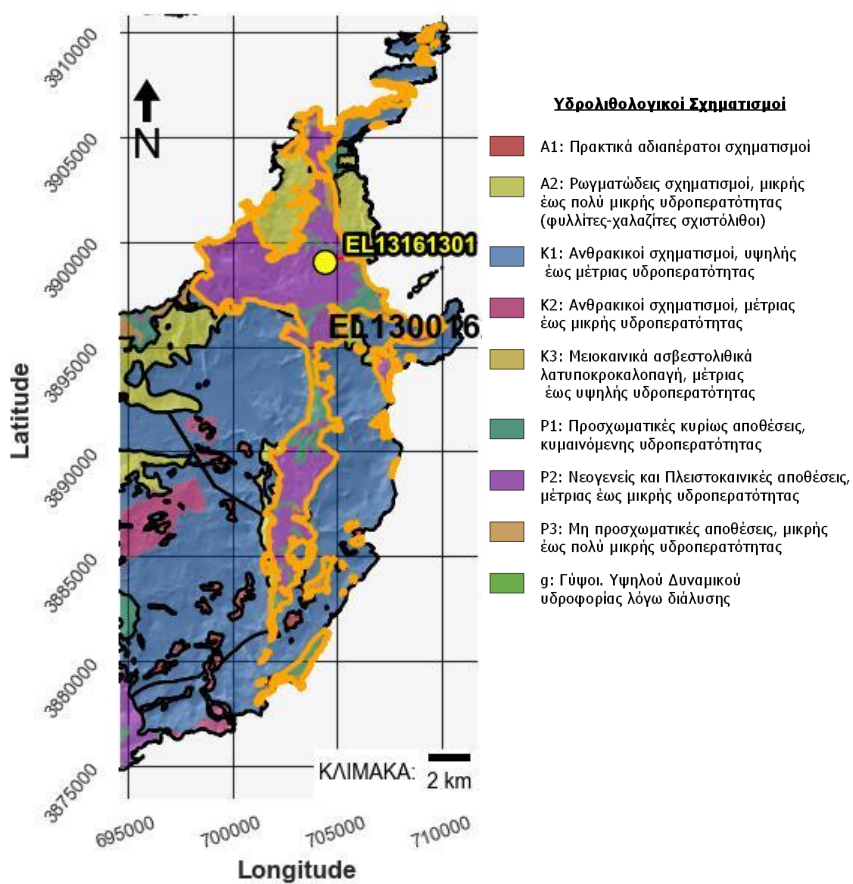 3910000
3905000
3900000
3895000
3890000
3885000
3880000
3875000
Latitude
N
EL13161301
EL130016
ΚΛΙΜΑΚΑ:
2 km
695000
700000
705000
710000
Longitude
Υδρολιθολογικοί Σχηματισμοί
Α1: Πρακτικά αδιαπέρατοι σχηματισμοί
Α2: Ρωγματώδεις σχηματισμοί, μικρής
έως πολύ μικρής υδροπερατότητας
(φυλλίτες-χαλαζίτες σχιστόλιθοι)
Κ1: Ανθρακικοί σχηματισμοί, υψηλής
έως μέτριας υδροπερατότητας
Κ2: Ανθρακικοί σχηματισμοί, μέτριας
έως μικρής υδροπερατότητας
Κ3: Μειοκαινικά ασβεστολιθικά
λατυποκροκαλοπαγή, μέτριας
έως υψηλής υδροπερατότητας
Ρ1: Προσχωματικές κυρίως αποθέσεις,
κυμαινόμενης υδροπερατότητας
Ρ2: Νεογενείς και Πλειστοκαινικές αποθέσεις,
μέτριας έως μικρής υδροπερατότητας
Ρ3: Μη προσχωματικές αποθέσεις, μικρής
έως πολύ μικρής υδροπερατότητας
g: Γύψοι. Υψηλού Δυναμικού
υδροφορίας λόγω διάλυσης